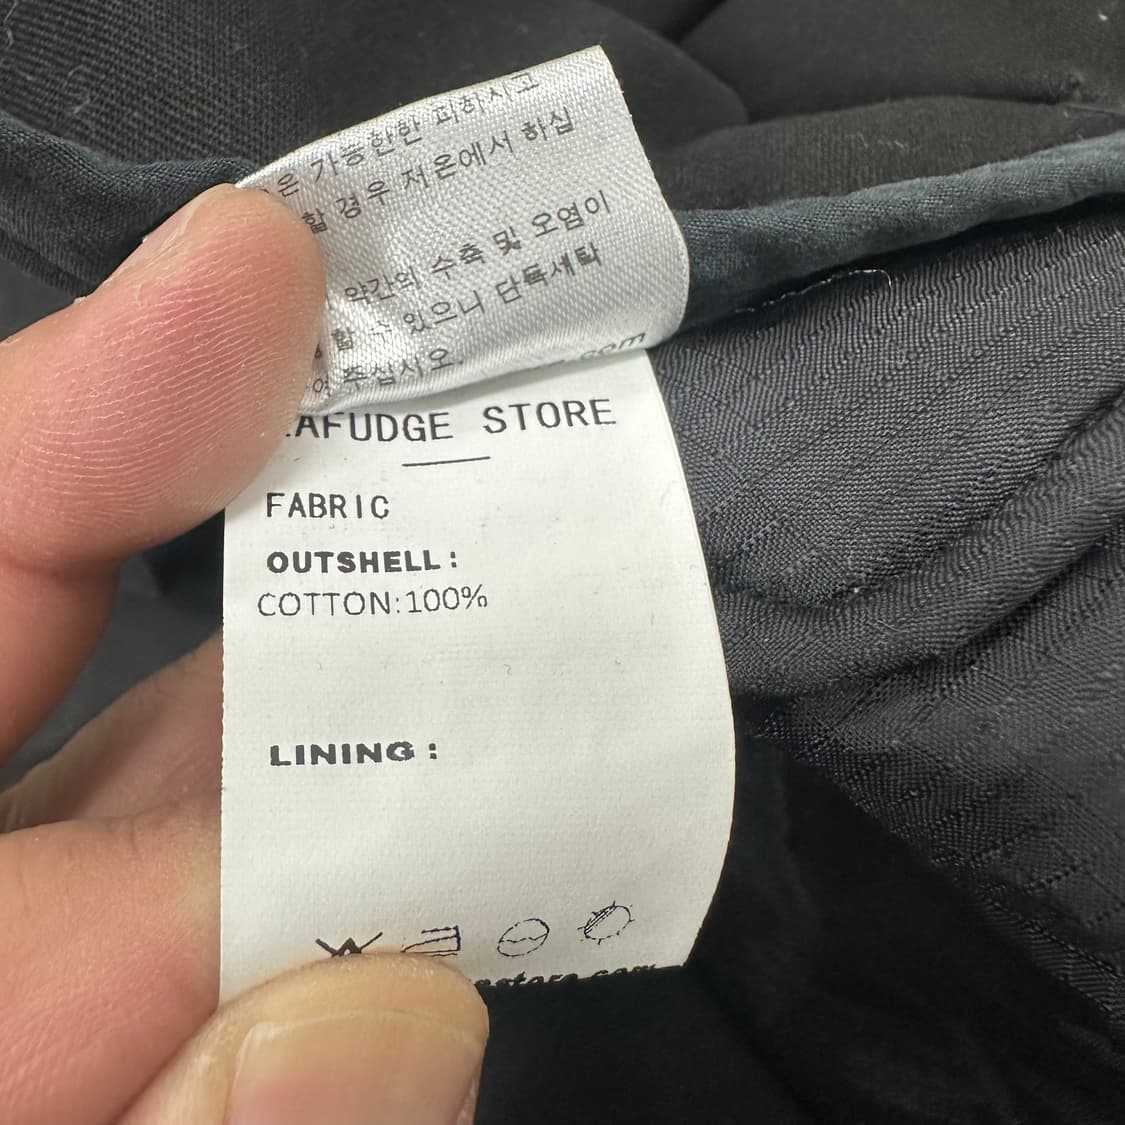 가능한한 피하시고
할 경우 저온에서 하십
약간의 수축 및 오염이
할 수 있으니 단독세탁
주십시오.
.com
AFUDGE STORE
FABRIC
OUTSHELL:
COTTON:100%
LINING: